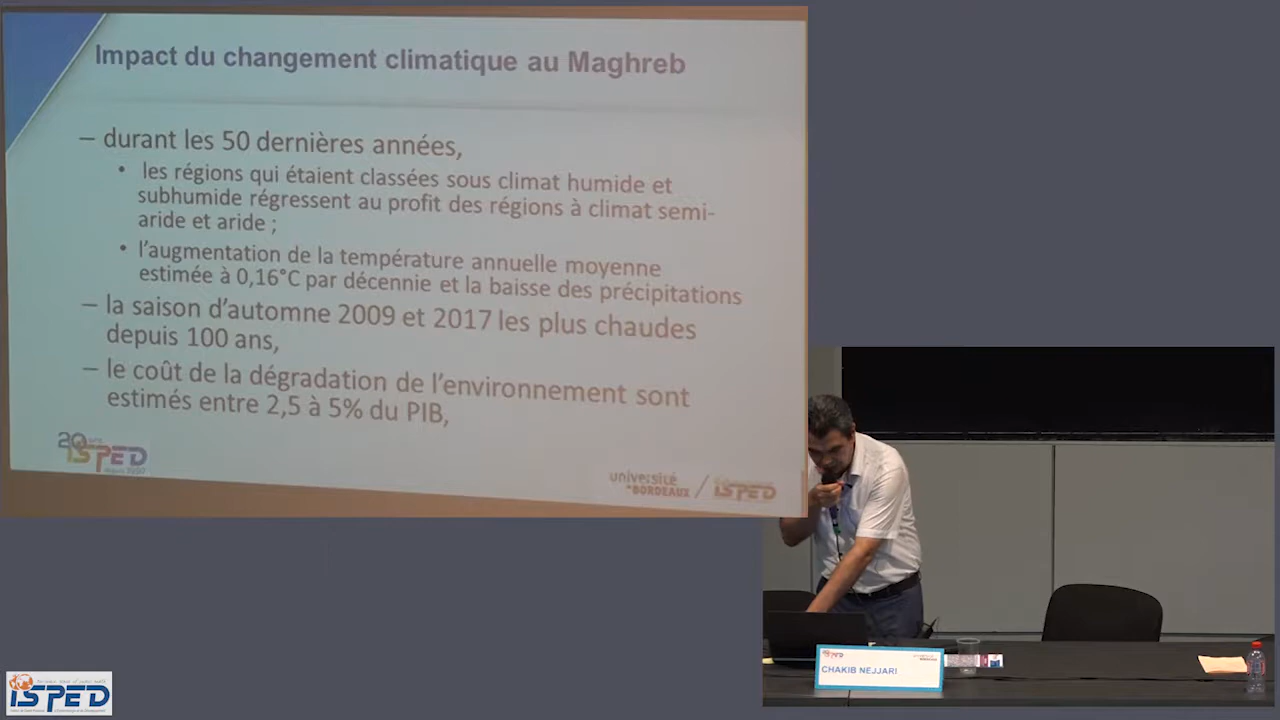 Impact du changement climatique au Maghreb
– durant les 50 dernières années,
• les régions qui étaient classées sous climat humide et
subhumide régressent au profit des régions à climat semi-
aride et aride ;
• l'augmentation de la température annuelle moyenne
estimée à 0,16°C par décennie et la baisse des précipitations
– la saison d'automne 2009 et 2017 les plus chaudes
depuis 100 ans,
– le coût de la dégradation de l'environnement sont
estimés entre 2,5 à 5% du PIB,
20 ans
ISPED
université
de BORDEAUX
ISPED
CHAKIB NEJJARI
ISPED